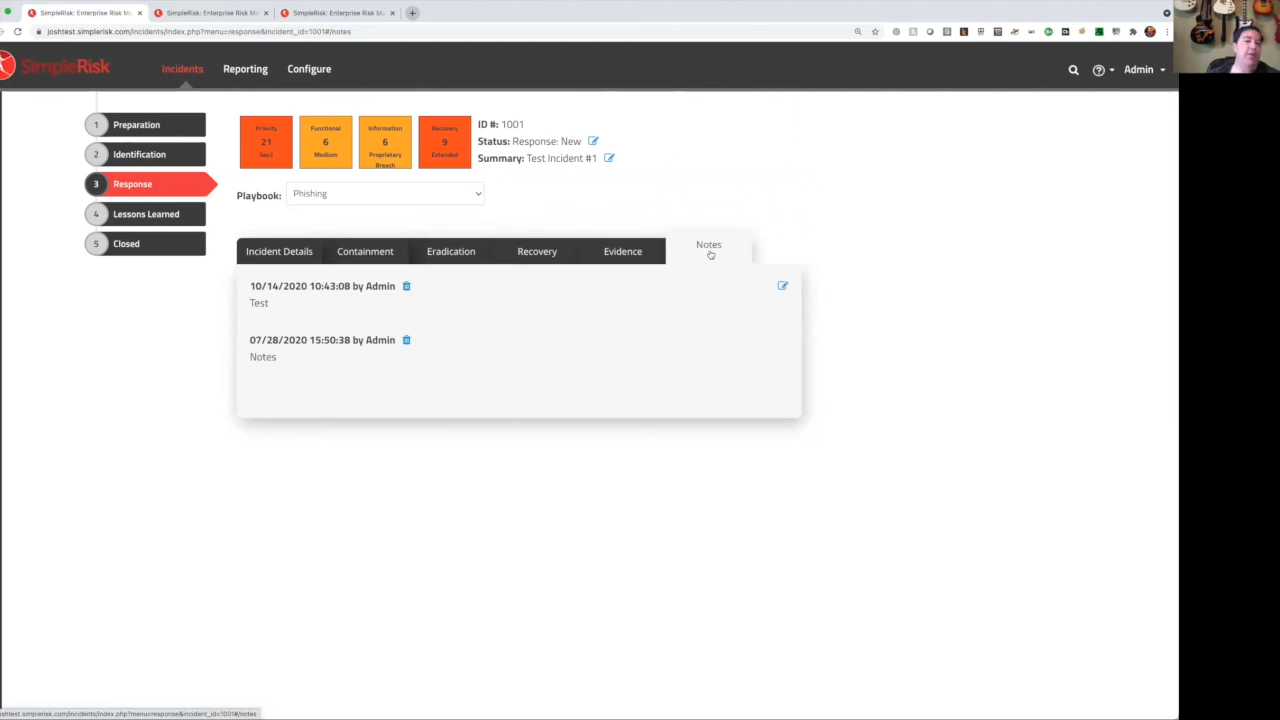 SimpleRisk: Enterprise Risk Ma
SimpleRisk: Enterprise Risk M
SimpleRisk: Enterprise Risk M
joshtest.simplerisk.com/incidents/index.php?menu=response&incident_id=1001#/notes
SimpleRisk
Incidents
Reporting
Configure
Admin
1 Preparation
2 Identification
3 Response
4 Lessons Learned
5 Closed
Priority
21
Sev2
Functional
6
Medium
Information
6
Proprietary
Breach
Recovery
9
Extended
ID #: 1001
Status: Response: New
Summary: Test Incident #1
Playbook: Phishing
Incident Details
Containment
Eradication
Recovery
Evidence
Notes
10/14/2020 10:43:08 by Admin
Test
07/28/2020 15:50:38 by Admin
Notes
joshtest.simplerisk.com/incidents/index.php?menu=response&incident_id=1001#/notes